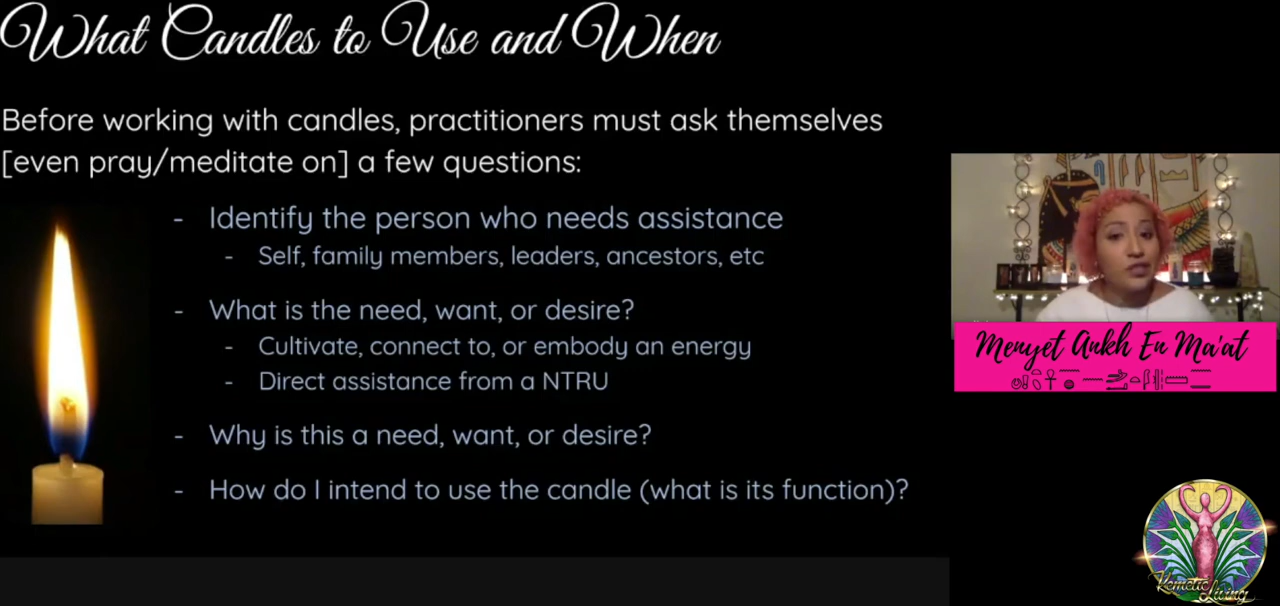 What Candles to Use and When
Before working with candles, practitioners must ask themselves
[even pray/meditate on] a few questions:
- Identify the person who needs assistance
- Self, family members, leaders, ancestors, etc
- What is the need, want, or desire?
- Cultivate, connect to, or embody an energy
- Direct assistance from a NTRU
- Why is this a need, want, or desire?
- How do I intend to use the candle (what is its function)?
Menyet Ankh En Ma'at
Kemetic Living